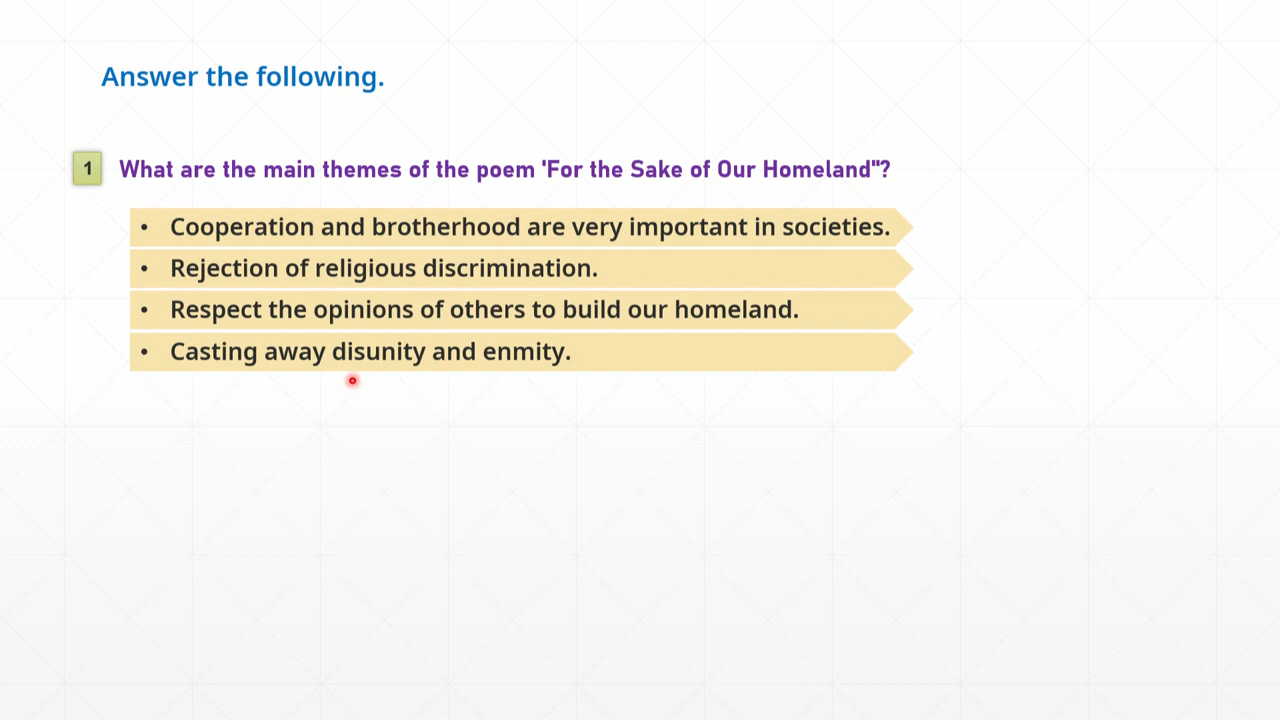 Answer the following.
1 What are the main themes of the poem 'For the Sake of Our Homeland"?
• Cooperation and brotherhood are very important in societies.
• Rejection of religious discrimination.
• Respect the opinions of others to build our homeland.
• Casting away disunity and enmity.